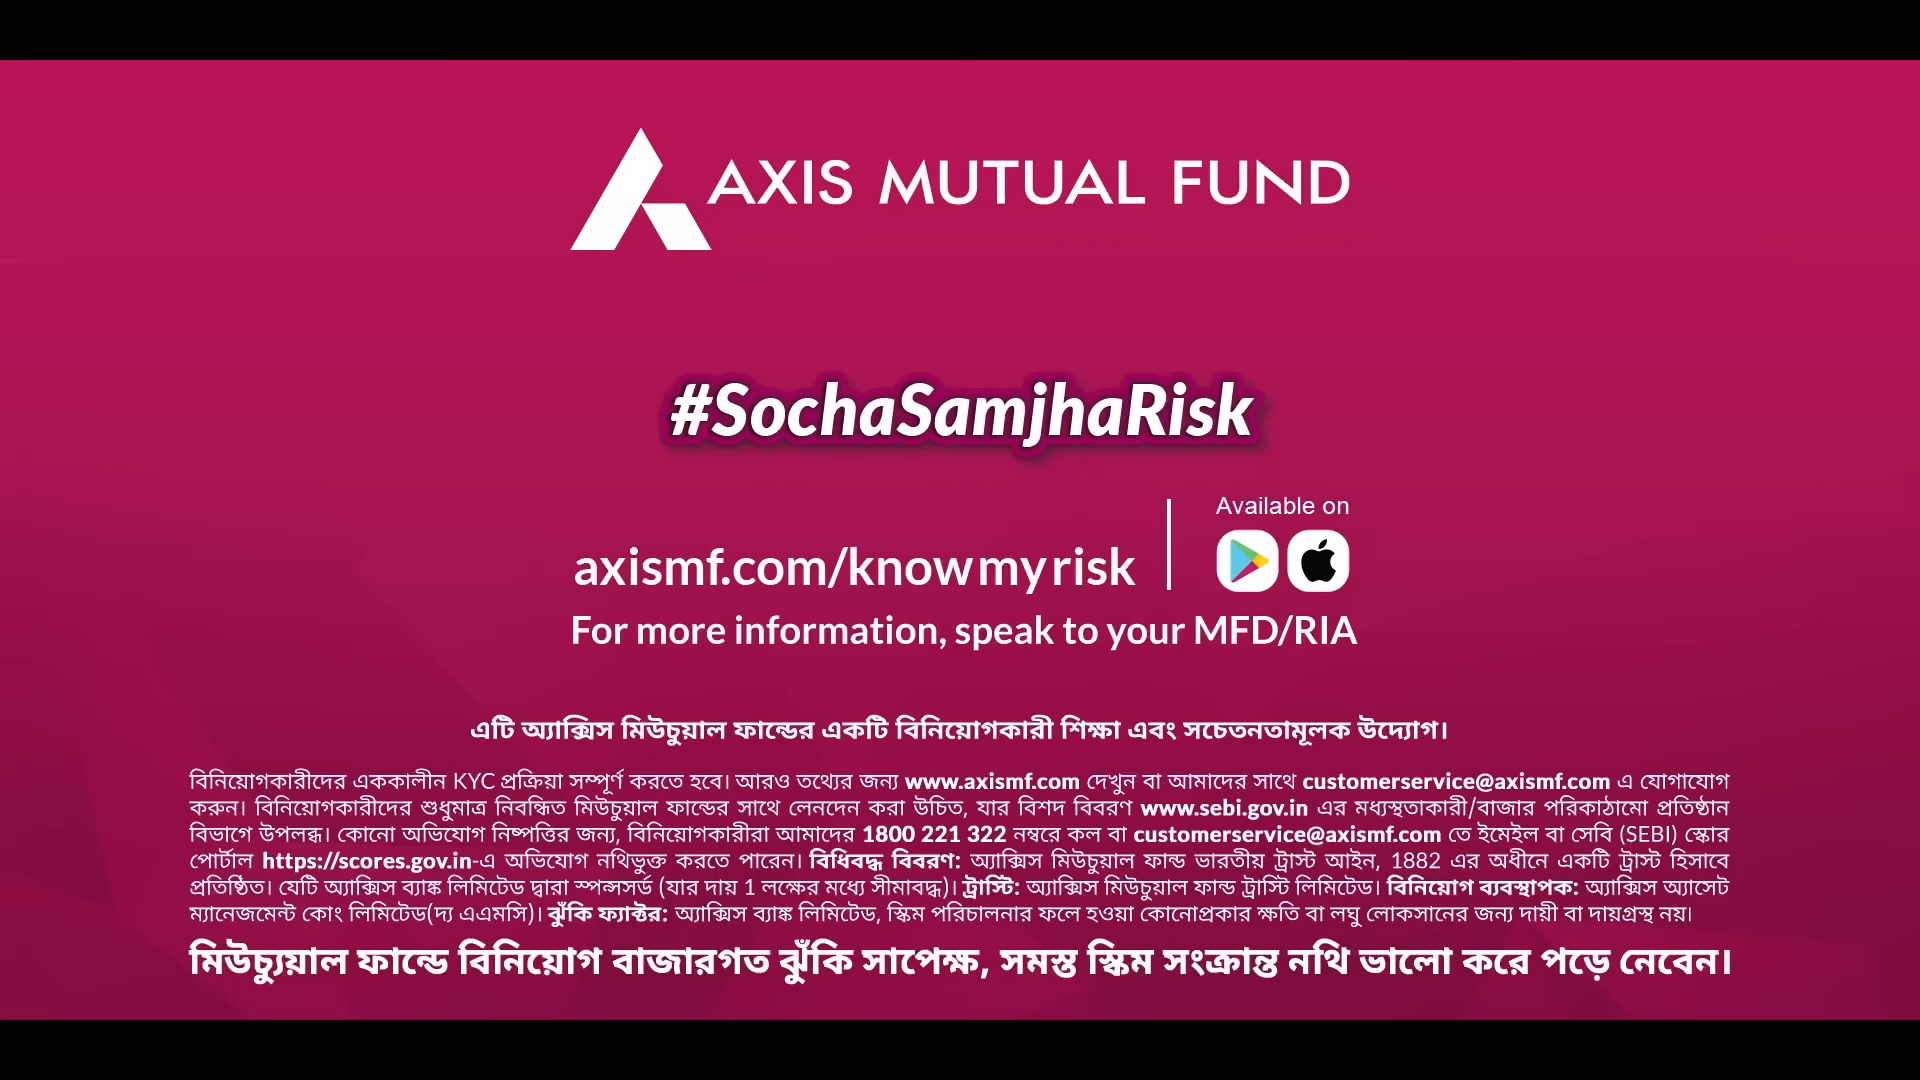 AXIS MUTUAL FUND
#SochaSamjhaRisk
Available on
axismf.com/knowmyrisk
For more information, speak to your MFD/RIA
এটি অ্যাক্সিস মিউচুয়াল ফান্ডের একটি বিনিয়োগকারী শিক্ষা এবং সচেতনতামূলক উদ্যোগ।
বিনিয়োগকারীদের এককালীন KYC প্রক্রিয়া সম্পূর্ণ করতে হবে। আরও তথ্যের জন্য www.axismf.com দেখুন বা আমাদের সাথে customerservice@axismf.com এ যোগাযোগ
করুন। বিনিয়োগকারীদের শুধুমাত্র নিবন্ধিত মিউচুয়াল ফান্ডের সাথে লেনদেন করা উচিত, যার বিশদ বিবরণ www.sebi.gov.in এর মধ্যস্থতাকারী/বাজার পরিকাঠামো প্রতিষ্ঠান
বিভাগে উপলব্ধ। কোনো অভিযোগ নিষ্পত্তির জন্য, বিনিয়োগকারীরা আমাদের 1800 221 322 নম্বরে কল বা customerservice@axismf.com তে ইমেইল বা সেবি (SEBI) স্কোর
পোর্টাল https://scores.gov.in-এ অভিযোগ নথিভুক্ত করতে পারেন। বিধিবদ্ধ বিবরণ: অ্যাক্সিস মিউচুয়াল ফান্ড ভারতীয় ট্রাস্ট আইন, 1882 এর অধীনে একটি ট্রাস্ট হিসাবে
প্রতিষ্ঠিত। যেটি অ্যাক্সিস ব্যাঙ্ক লিমিটেড দ্বারা স্পন্সসর্ড (যার দায় 1 লক্ষের মধ্যে সীমাবদ্ধ)। ট্রাস্টি: অ্যাক্সিস মিউচুয়াল ফান্ড ট্রাস্টি লিমিটেড। বিনিয়োগ ব্যবস্থাপক: অ্যাক্সিস অ্যাসেট
ম্যানেজমেন্ট কোং লিমিটেড(দ্য এএমসি)। ঝুঁকি ফ্যাক্টর: অ্যাক্সিস ব্যাঙ্ক লিমিটেড, স্কিম পরিচালনার ফলে হওয়া কোনোপ্রকার ক্ষতি বা লঘু লোকসানের জন্য দায়ী বা দায়গ্রস্থ নয়।
মিউচ্যুয়াল ফান্ডে বিনিয়োগ বাজারগত ঝুঁকি সাপেক্ষ, সমস্ত স্কিম সংক্রান্ত নথি ভালো করে পড়ে নেবেন।